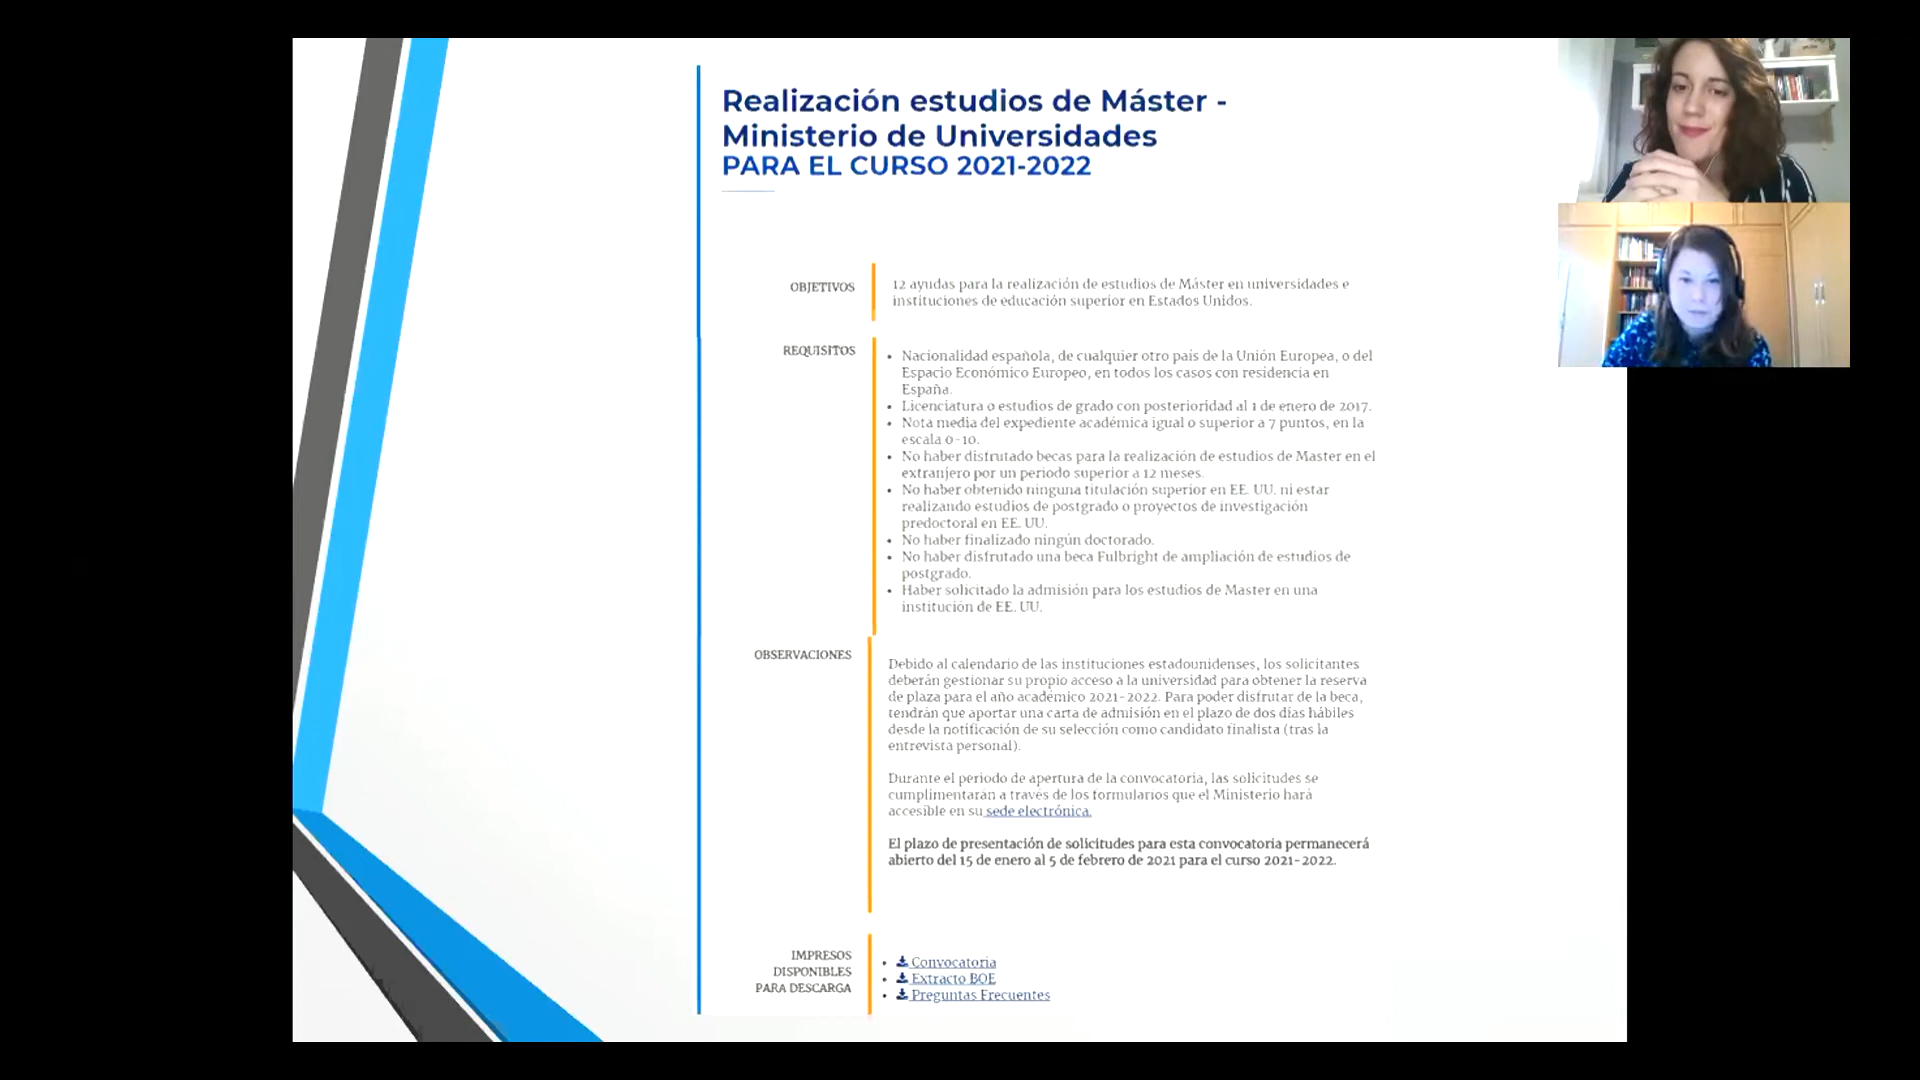 Realización estudios de Máster -
Ministerio de Universidades
PARA EL CURSO 2021-2022
OBJETIVOS
12 ayudas para la realización de estudios de Máster en universidades e
instituciones de educación superior en Estados Unidos.
REQUISITOS
• Nacionalidad española, de cualquier otro país de la Unión Europea, o del
Espacio Económico Europeo, en todos los casos con residencia en
España.
• Licenciatura o estudios de grado con posterioridad al 1 de enero de 2017.
• Nota media del expediente académica igual o superior a 7 puntos, en la
escala 0-10.
• No haber disfrutado becas para la realización de estudios de Master en el
extranjero por un periodo superior a 12 meses.
• No haber obtenido ninguna titulación superior en EE. UU. ni estar
realizando estudios de postgrado o proyectos de investigación
predoctoral en EE. UU.
• No haber finalizado ningún doctorado.
• No haber disfrutado una beca Fulbright de ampliación de estudios de
postgrado.
• Haber solicitado la admisión para los estudios de Master en una
institución de EE. UU.
OBSERVACIONES
Debido al calendario de las instituciones estadounidenses, los solicitantes
deberán gestionar su propio acceso a la universidad para obtener la reserva
de plaza para el año académico 2021-2022. Para poder disfrutar de la beca,
tendrán que aportar una carta de admisión en el plazo de dos días hábiles
desde la notificación de su selección como candidato finalista (tras la
entrevista personal).
Durante el periodo de apertura de la convocatoria, las solicitudes se
cumplimentarán a través de los formularios que el Ministerio hará
accesible en su sede electrónica.
El plazo de presentación de solicitudes para esta convocatoria permanecerá
abierto del 15 de enero al 5 de febrero de 2021 para el curso 2021-2022.
IMPRESOS
DISPONIBLES
PARA DESCARGA
• Convocatoria
• Extracto BOE
• Preguntas Frecuentes